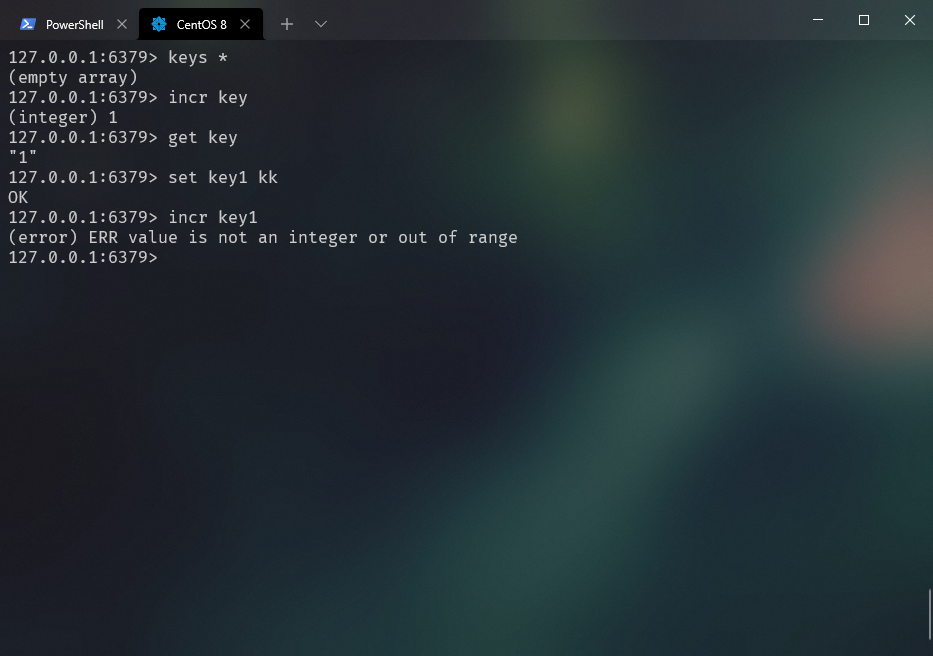 PowerShell
CentOS 8
127.0.0.1:6379> keys *
(empty array)
127.0.0.1:6379> incr key
(integer) 1
127.0.0.1:6379> get key
"1"
127.0.0.1:6379> set key1 kk
OK
127.0.0.1:6379> incr key1
(error) ERR value is not an integer or out of range
127.0.0.1:6379>